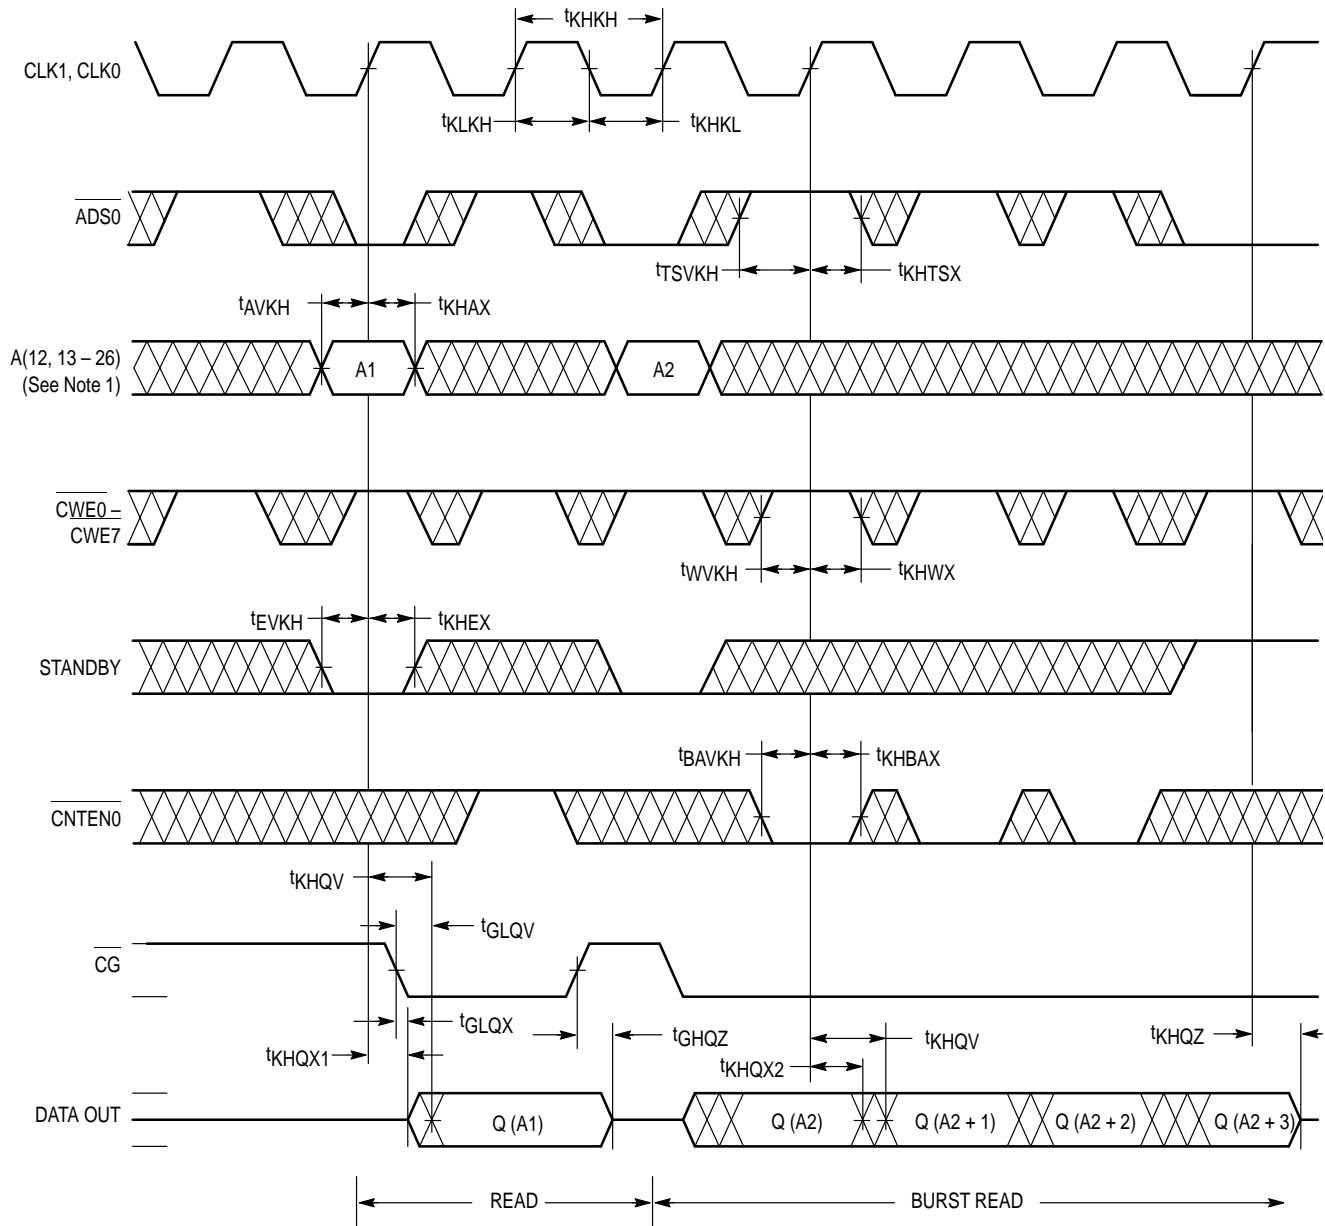 tKHKH
CLK1, CLK0
tKLKH
tKHKL
ADS0
tTSVKH
tKHTSX
tAVKH
tKHAX
A(12, 13 – 26)
(See Note 1)
A1
A2
CWE0 –
CWE7
tWVKH
tKHWX
tEVKH
tKHEX
STANDBY
tBAVKH
tKHBAX
CNTEN0
tKHQV
tGLQV
CG
tGLQX
tGHQZ
tKHQV
tKHQZ
tKHQX1
tKHQX2
DATA OUT
Q (A1)
Q (A2)
Q (A2 + 1)
Q (A2 + 2)
Q (A2 + 3)
READ
BURST READ